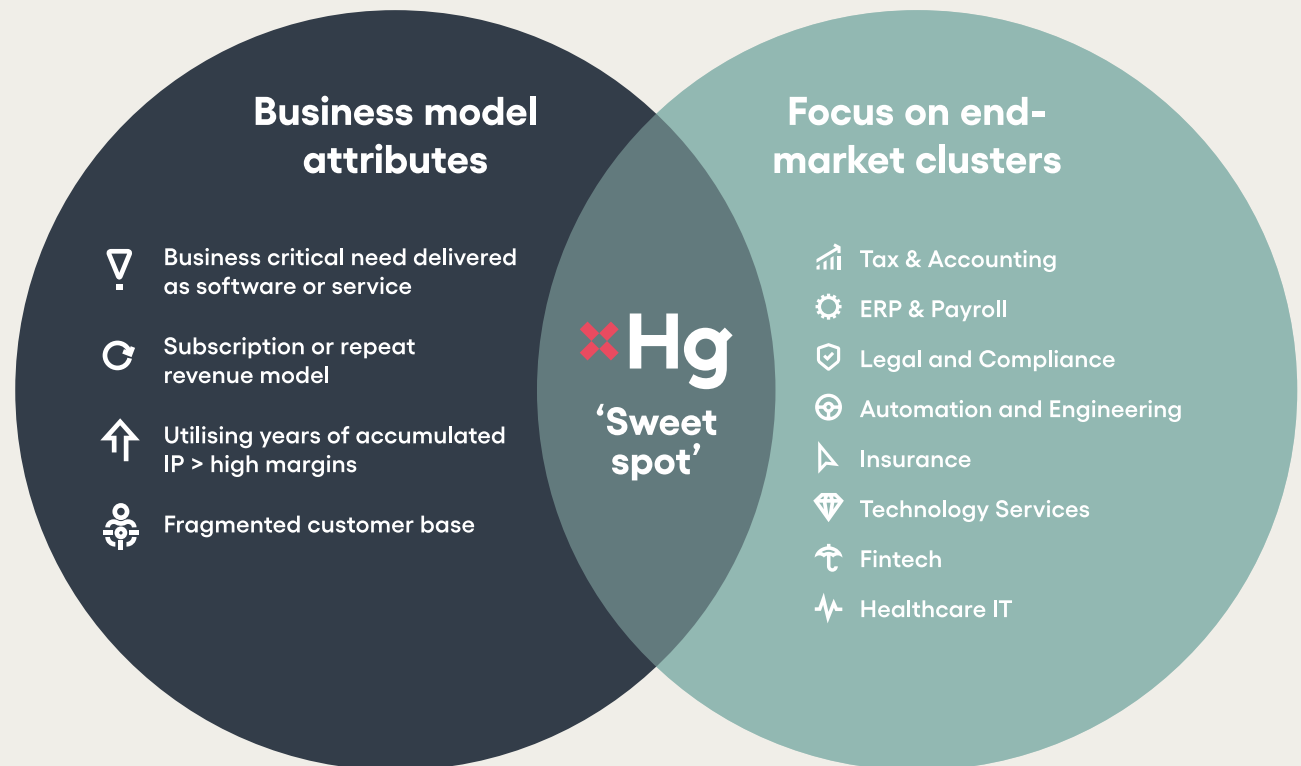 Business model
attributes
Business critical need delivered
as software or service
Subscription or repeat
revenue model
Utilising years of accumulated
IP > high margins
Fragmented customer base
Hg
‘Sweet
spot’
Focus on end-
market clusters
Tax & Accounting
ERP & Payroll
Legal and Compliance
Automation and Engineering
Insurance
Technology Services
Fintech
Healthcare IT